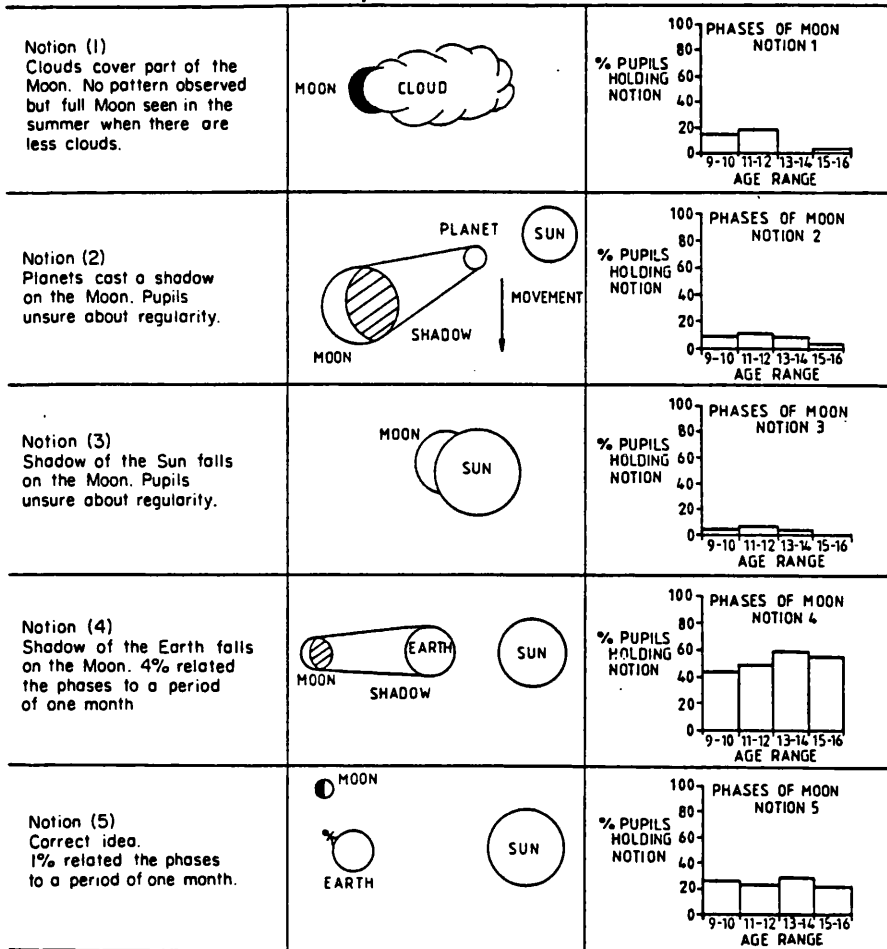 Notion (1)
Clouds cover part of the
Moon. No pattern observed
but full Moon seen in the
summer when there are
less clouds.
MOON
CLOUD
PHASES OF MOON
NOTION 1
% PUPILS
HOLDING
NOTION
100
80
60
40
20
0
9-10 11-12 13-14 15-16
AGE RANGE
Notion (2)
Planets cast a shadow
on the Moon. Pupils
unsure about regularity.
PLANET
SUN
MOVEMENT
SHADOW
MOON
PHASES OF MOON
NOTION 2
% PUPILS
HOLDING
NOTION
100
80
60
40
20
0
9-10 11-12 13-14 15-16
AGE RANGE
Notion (3)
Shadow of the Sun falls
on the Moon. Pupils
unsure about regularity.
MOON
SUN
PHASES OF MOON
NOTION 3
% PUPILS
HOLDING
NOTION
100
80
60
40
20
0
9-10 11-12 13-14 15-16
AGE RANGE
Notion (4)
Shadow of the Earth falls
on the Moon. 4% related
the phases to a period
of one month
EARTH
SUN
MOON
SHADOW
PHASES OF MOON
NOTION 4
% PUPILS
HOLDING
NOTION
100
80
60
40
20
0
9-10 11-12 13-14 15-16
AGE RANGE
Notion (5)
Correct idea.
1% related the phases
to a period of one month.
MOON
SUN
EARTH
PHASES OF MOON
NOTION 5
% PUPILS
HOLDING
NOTION
100
80
60
40
20
0
9-10 11-12 13-14 15-16
AGE RANGE